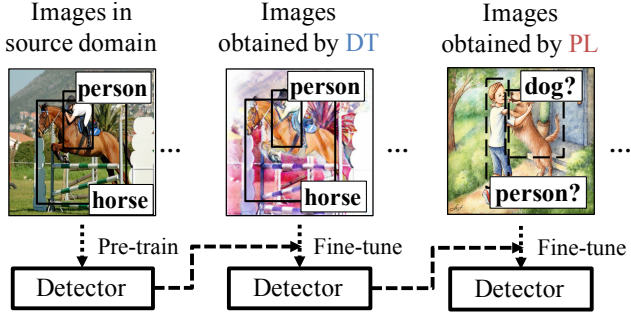 Images in
source domain
Images
obtained by DT
Images
obtained by PL
person
horse
...
person
horse
...
dog?
person?
...
Pre-train
Fine-tune
Fine-tune
Detector
Detector
Detector